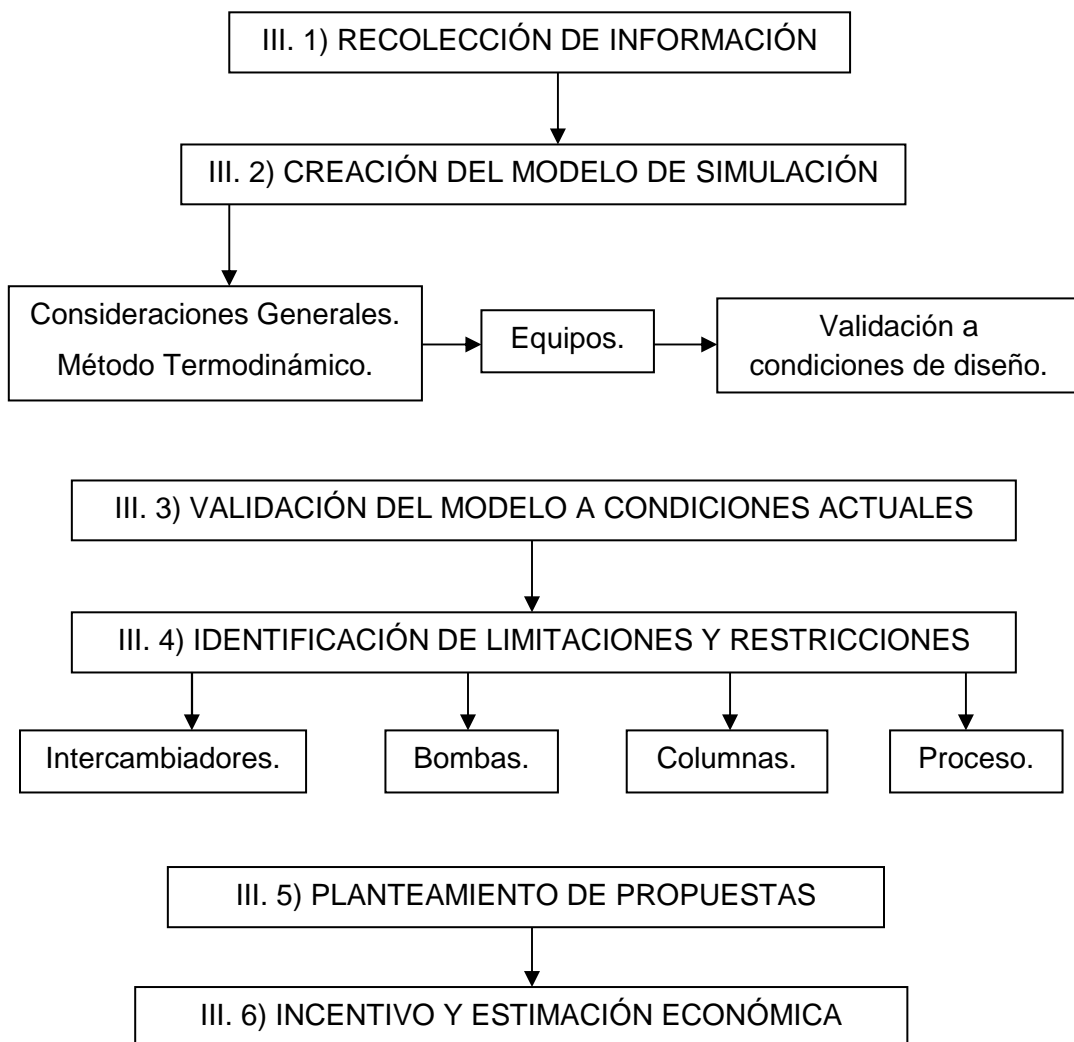 III. 1) RECOLECCIÓN DE INFORMACIÓN
III. 2) CREACIÓN DEL MODELO DE SIMULACIÓN
Consideraciones Generales.
Método Termodinámico.
Equipos.
Validación a
condiciones de diseño.
III. 3) VALIDACIÓN DEL MODELO A CONDICIONES ACTUALES
III. 4) IDENTIFICACIÓN DE LIMITACIONES Y RESTRICCIONES
Intercambiadores.
Bombas.
Columnas.
Proceso.
III. 5) PLANTEAMIENTO DE PROPUESTAS
III. 6) INCENTIVO Y ESTIMACIÓN ECONÓMICA